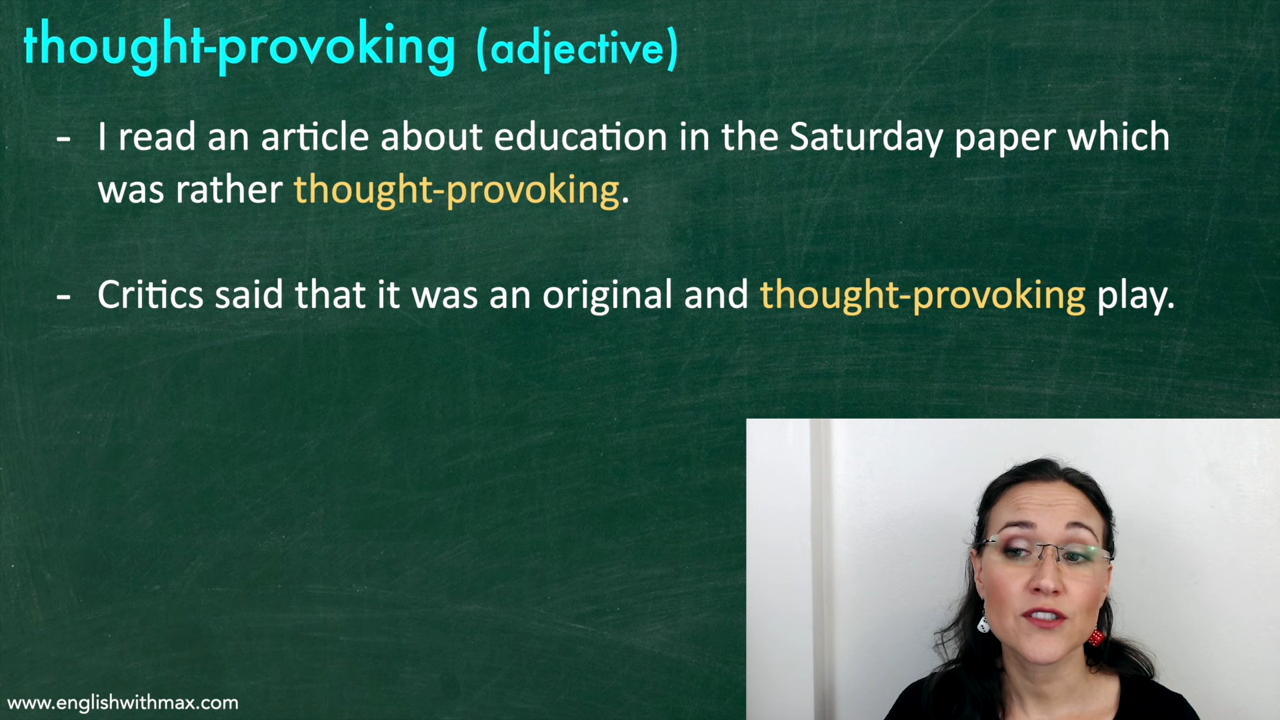 thought-provoking (adjective)
- I read an article about education in the Saturday paper which
was rather thought-provoking.
- Critics said that it was an original and thought-provoking play.
www.englishwithmax.com